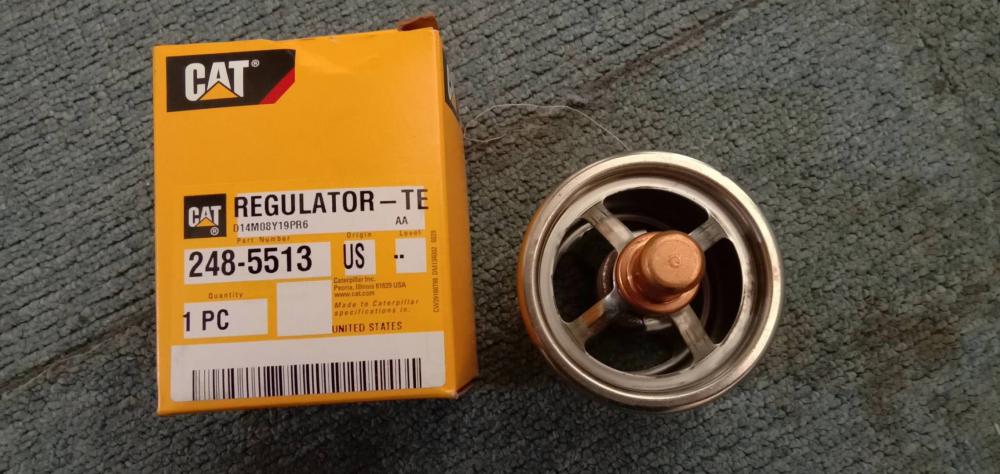 CAT®
CAT®
REGULATOR-TE
D14M08Y19PR6 AA
Part Number Origin Level
248-5513 US --
Caterpillar Inc.
Peoria, Illinois 61629 USA
www.cat.com
Quantity
Made to Caterpillar
specifications in:
1 PC
UNITED STATES